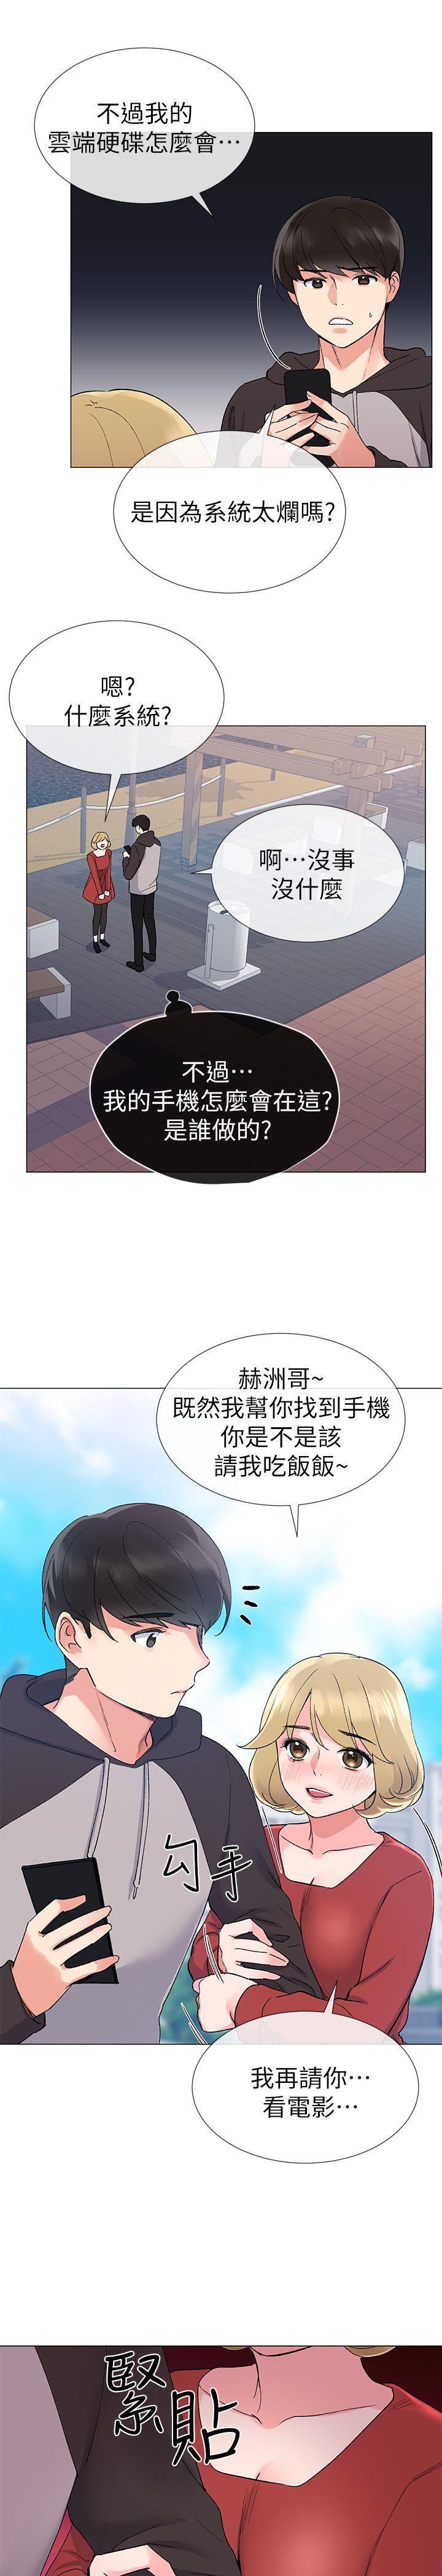 不過我的
雲端硬碟怎麼會…
是因為系統太爛嗎?
嗯?
什麼系統?
啊…沒事
沒什麼
不過…
我的手機怎麼會在這?
是誰做的?
赫洲哥~
既然我幫你找到手機
你是不是該
請我吃飯飯~
勾手
我再請你…
看電影…
緊貼